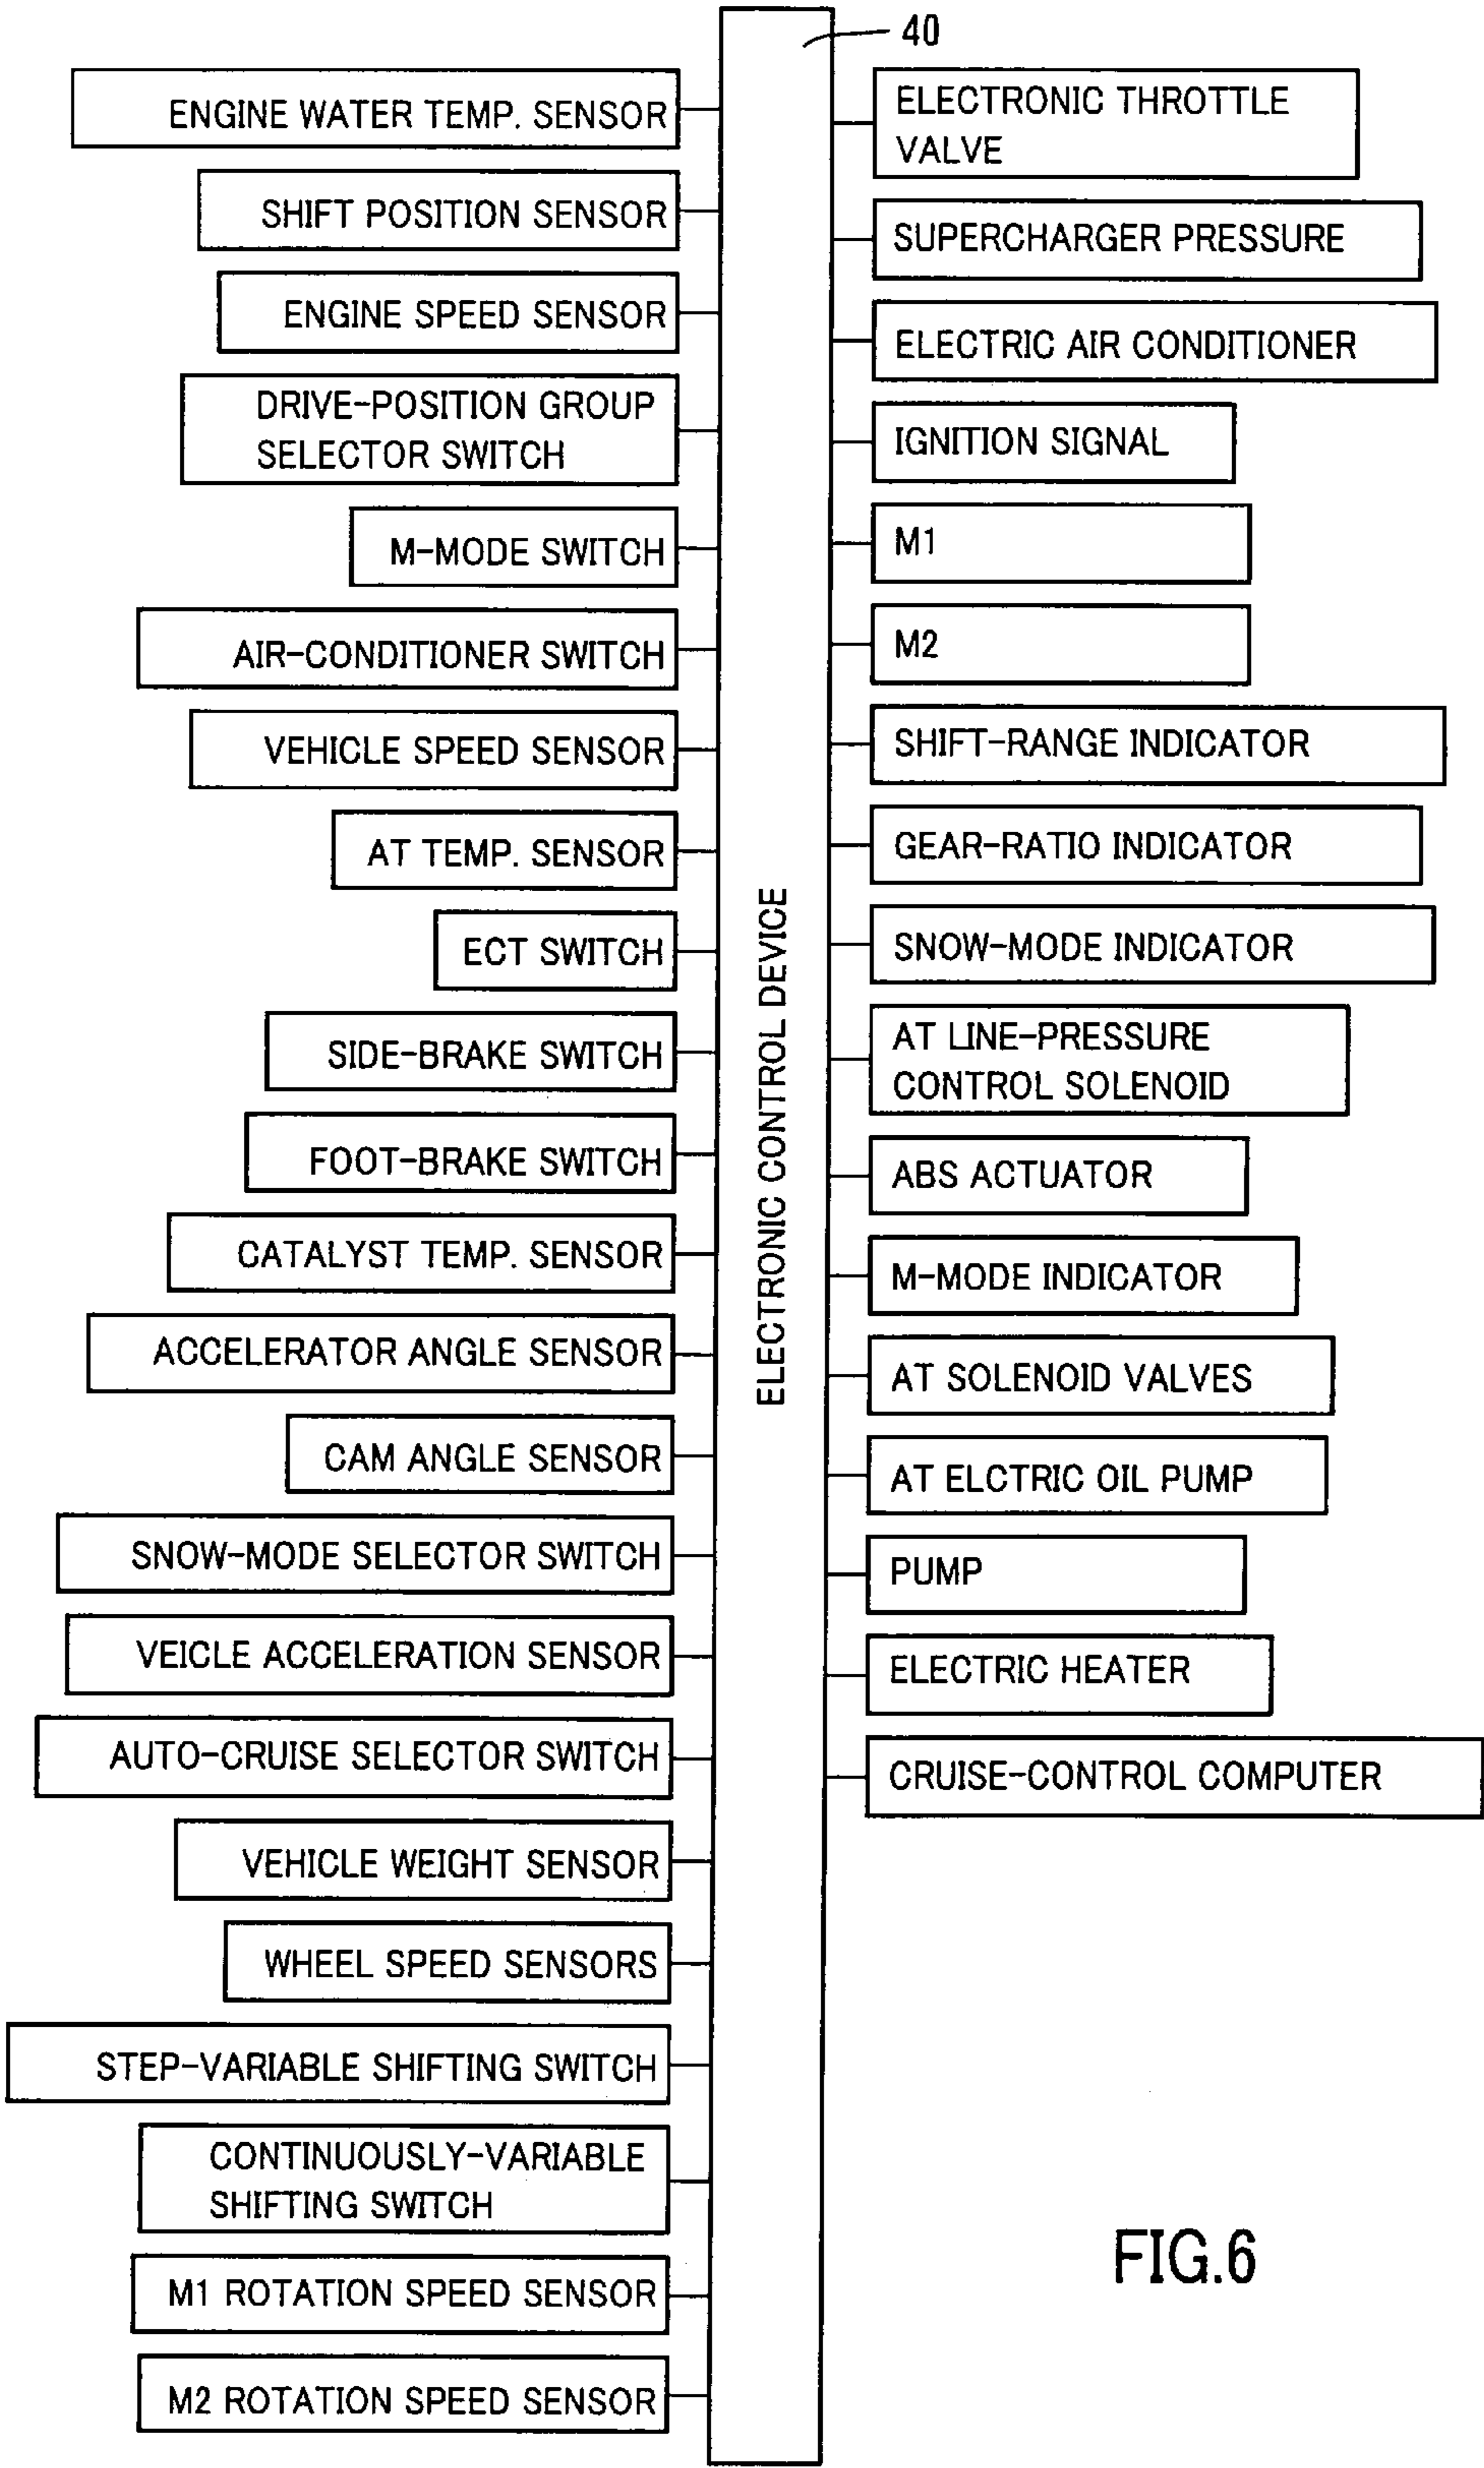 40
ENGINE WATER TEMP. SENSOR
SHIFT POSITION SENSOR
ENGINE SPEED SENSOR
DRIVE-POSITION GROUP
SELECTOR SWITCH
M-MODE SWITCH
AIR-CONDITIONER SWITCH
VEHICLE SPEED SENSOR
AT TEMP. SENSOR
ECT SWITCH
SIDE-BRAKE SWITCH
FOOT-BRAKE SWITCH
CATALYST TEMP. SENSOR
ACCELERATOR ANGLE SENSOR
CAM ANGLE SENSOR
SNOW-MODE SELECTOR SWITCH
VEICLE ACCELERATION SENSOR
AUTO-CRUISE SELECTOR SWITCH
VEHICLE WEIGHT SENSOR
WHEEL SPEED SENSORS
STEP-VARIABLE SHIFTING SWITCH
CONTINUOUSLY-VARIABLE
SHIFTING SWITCH
M1 ROTATION SPEED SENSOR
M2 ROTATION SPEED SENSOR
ELECTRONIC CONTROL DEVICE
ELECTRONIC THROTTLE
VALVE
SUPERCHARGER PRESSURE
ELECTRIC AIR CONDITIONER
IGNITION SIGNAL
M1
M2
SHIFT-RANGE INDICATOR
GEAR-RATIO INDICATOR
SNOW-MODE INDICATOR
AT LINE-PRESSURE
CONTROL SOLENOID
ABS ACTUATOR
M-MODE INDICATOR
AT SOLENOID VALVES
AT ELCTRIC OIL PUMP
PUMP
ELECTRIC HEATER
CRUISE-CONTROL COMPUTER
FIG.6